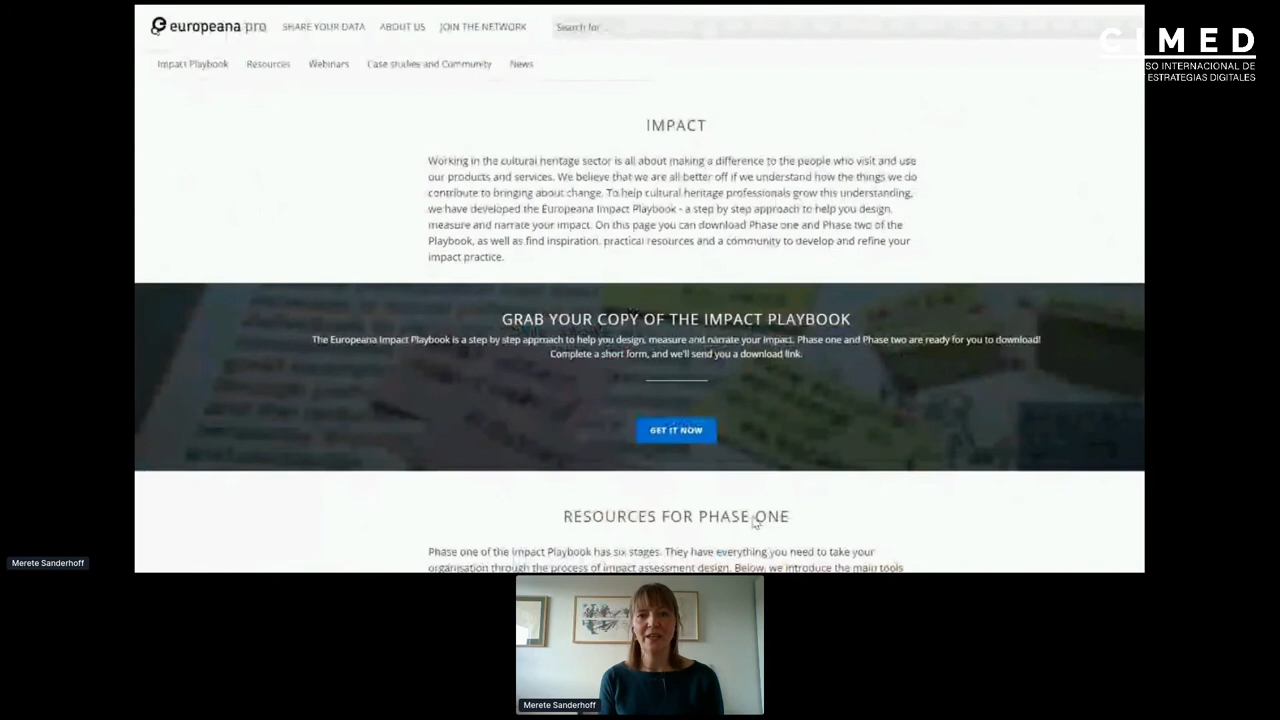 europeana pro
SHARE YOUR DATA
ABOUT US
JOIN THE NETWORK
Search for ...
CIMED
SO INTERNACIONAL DE
ESTRATEGIAS DIGITALES
Impact Playbook
Resources
Webinars
Case studies and Community
News
IMPACT
Working in the cultural heritage sector is all about making a difference to the people who visit and use
our products and services. We believe that we are all better off if we understand how the things we do
contribute to bringing about change. To help cultural heritage professionals grow this understanding,
we have developed the Europeana Impact Playbook - a step by step approach to help you design,
measure and narrate your impact. On this page you can download Phase one and Phase two of the
Playbook, as well as find inspiration, practical resources and a community to develop and refine your
impact practice.
GRAB YOUR COPY OF THE IMPACT PLAYBOOK
The Europeana Impact Playbook is a step by step approach to help you design, measure and narrate your impact. Phase one and Phase two are ready for you to download!
Complete a short form, and we'll send you a download link.
GET IT NOW
RESOURCES FOR PHASE ONE
Phase one of the Impact Playbook has six stages. They have everything you need to take your
organisation through the process of impact assessment design. Below, we introduce the main tools
Merete Sanderhoff
Merete Sanderhoff